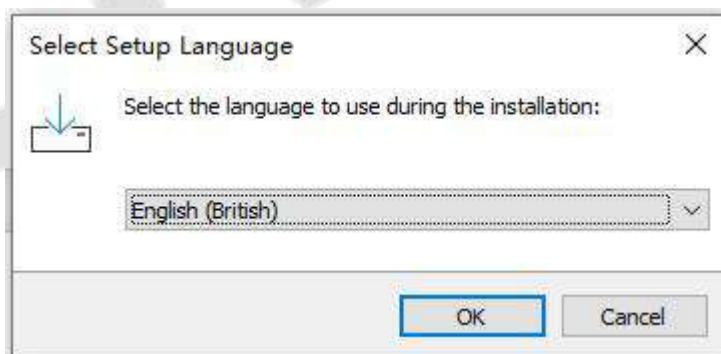 Select Setup Language
Select the language to use during the installation:
English (British)
OK
Cancel